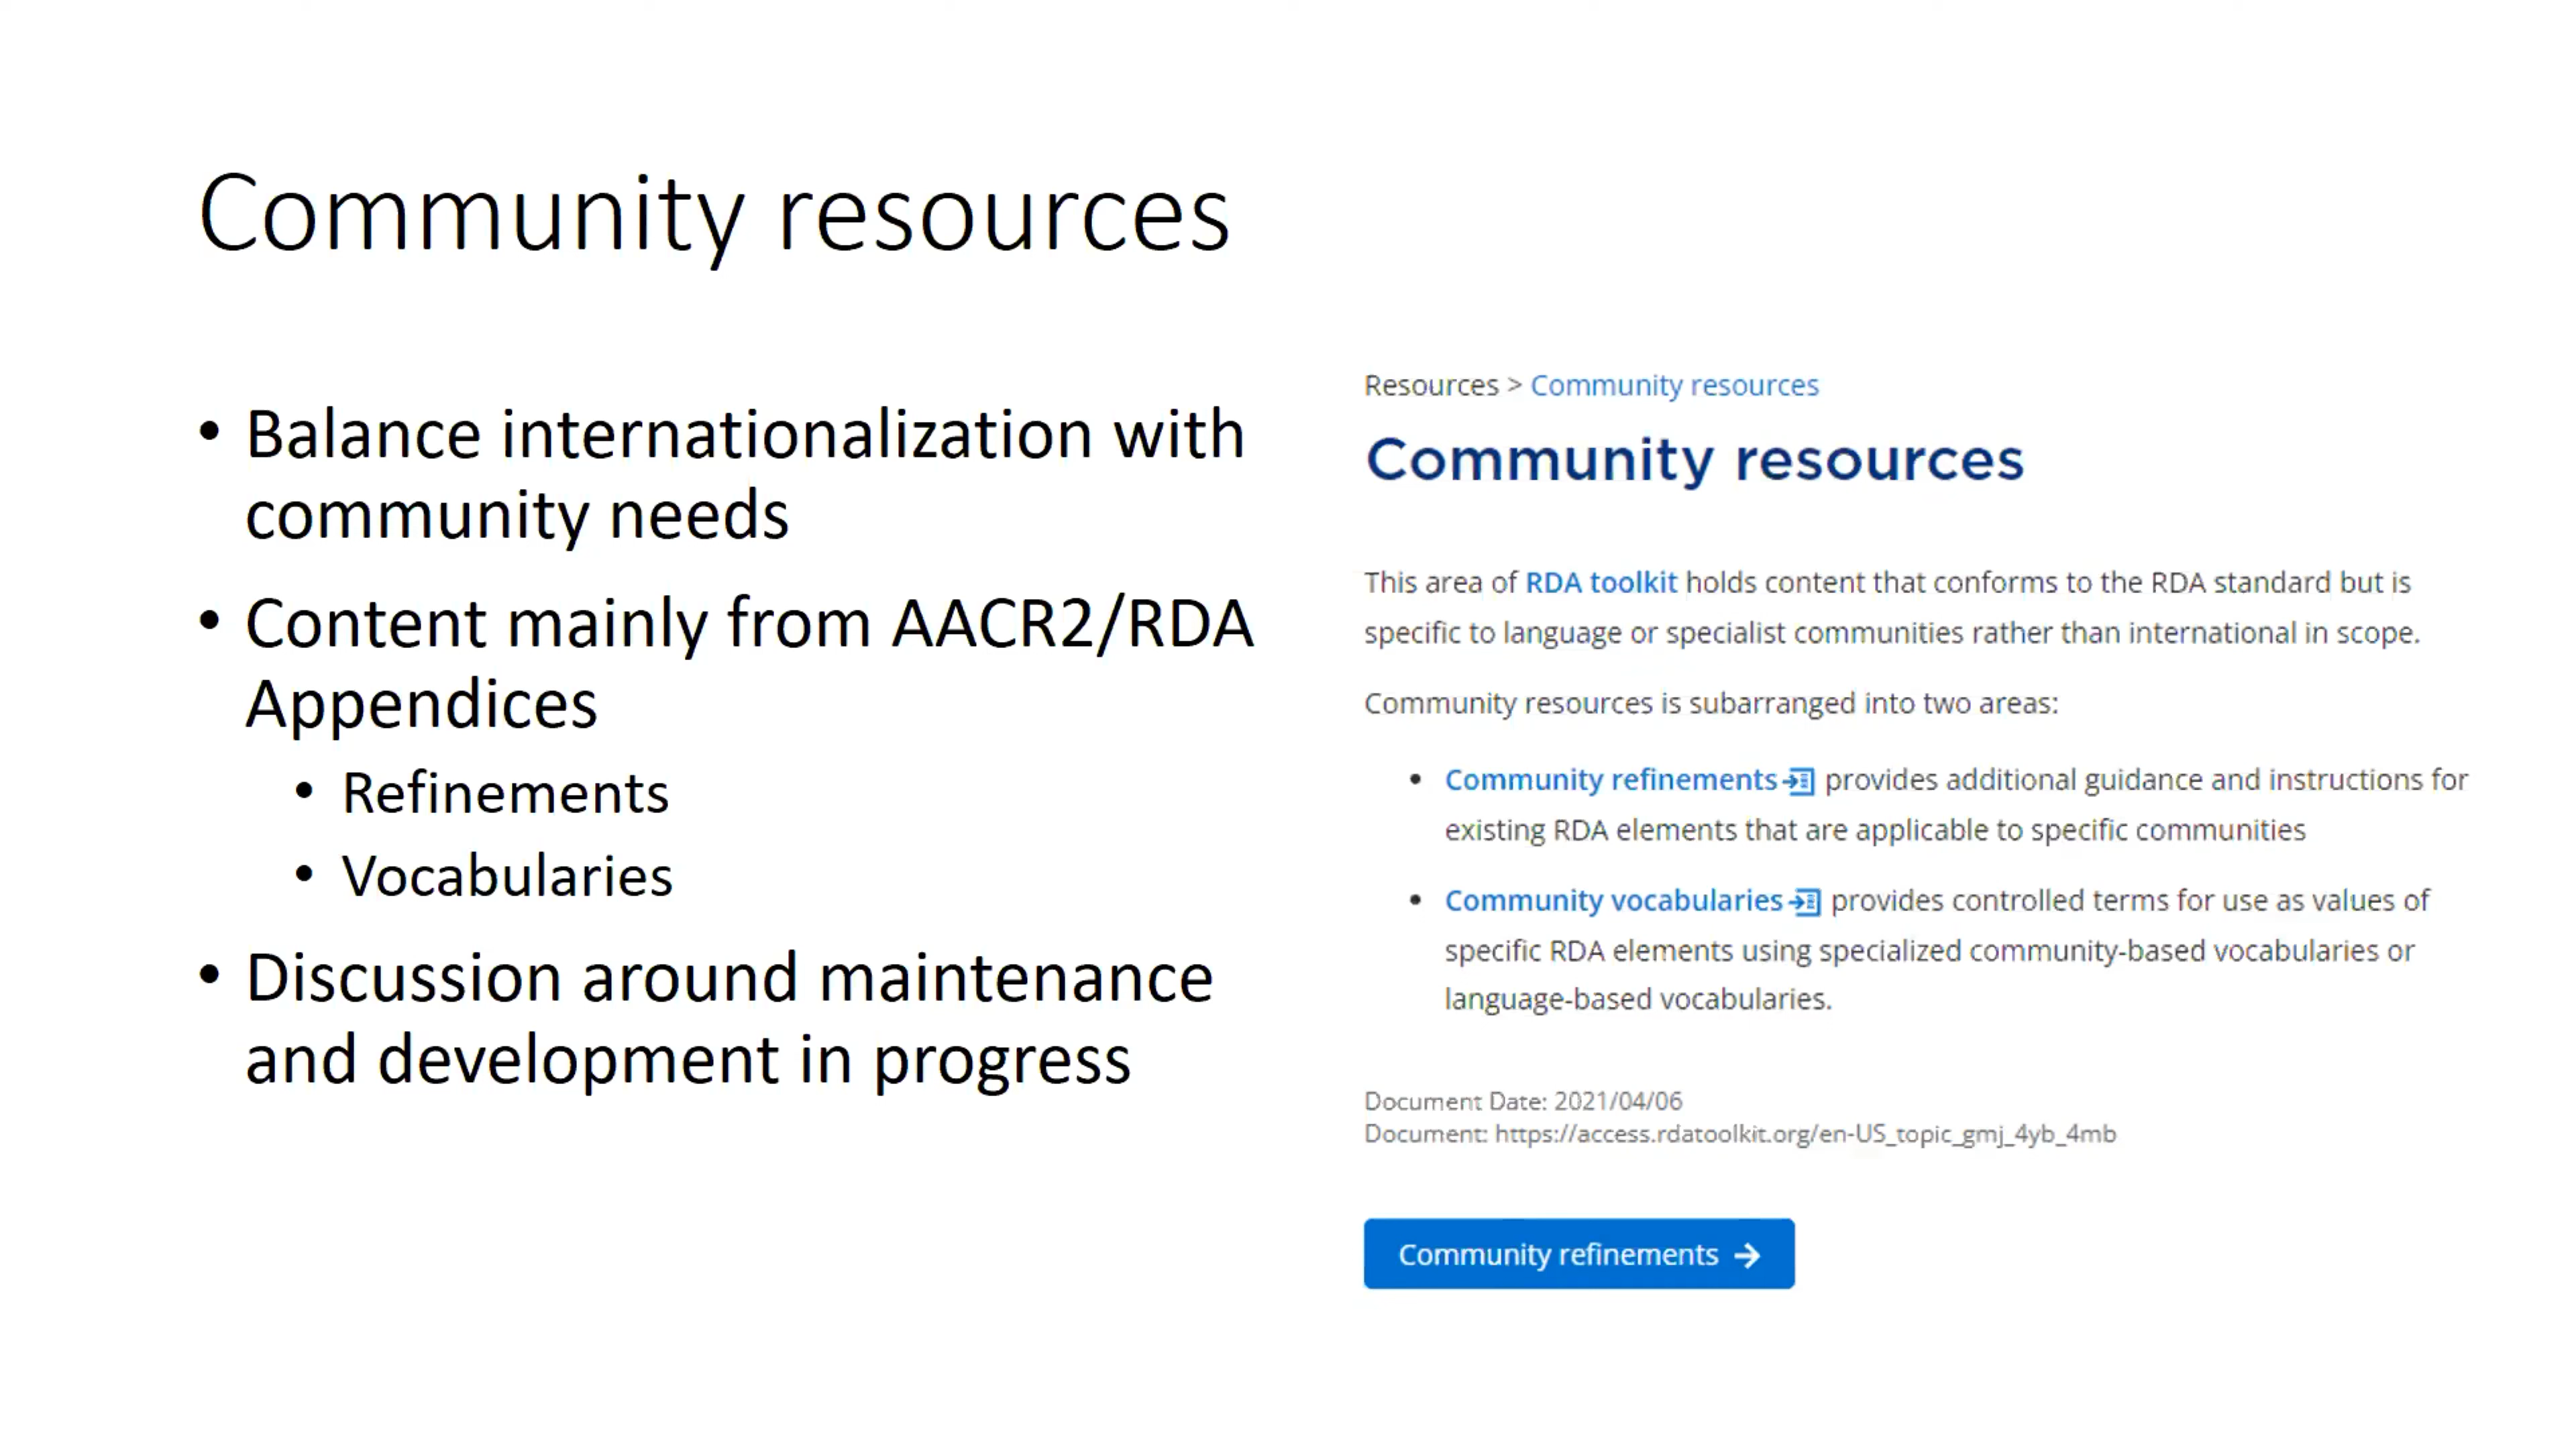 Community resources
• Balance internationalization with
community needs
• Content mainly from AACR2/RDA
Appendices
• Refinements
• Vocabularies
• Discussion around maintenance
and development in progress
Resources > Community resources
Community resources
This area of RDA toolkit holds content that conforms to the RDA standard but is
specific to language or specialist communities rather than international in scope.
Community resources is subarranged into two areas:
• Community refinements provides additional guidance and instructions for
existing RDA elements that are applicable to specific communities
• Community vocabularies provides controlled terms for use as values of
specific RDA elements using specialized community-based vocabularies or
language-based vocabularies.
Document Date: 2021/04/06
Document: https://access.rdatoolkit.org/en-US_topic_gmj_4yb_4mb
Community refinements →